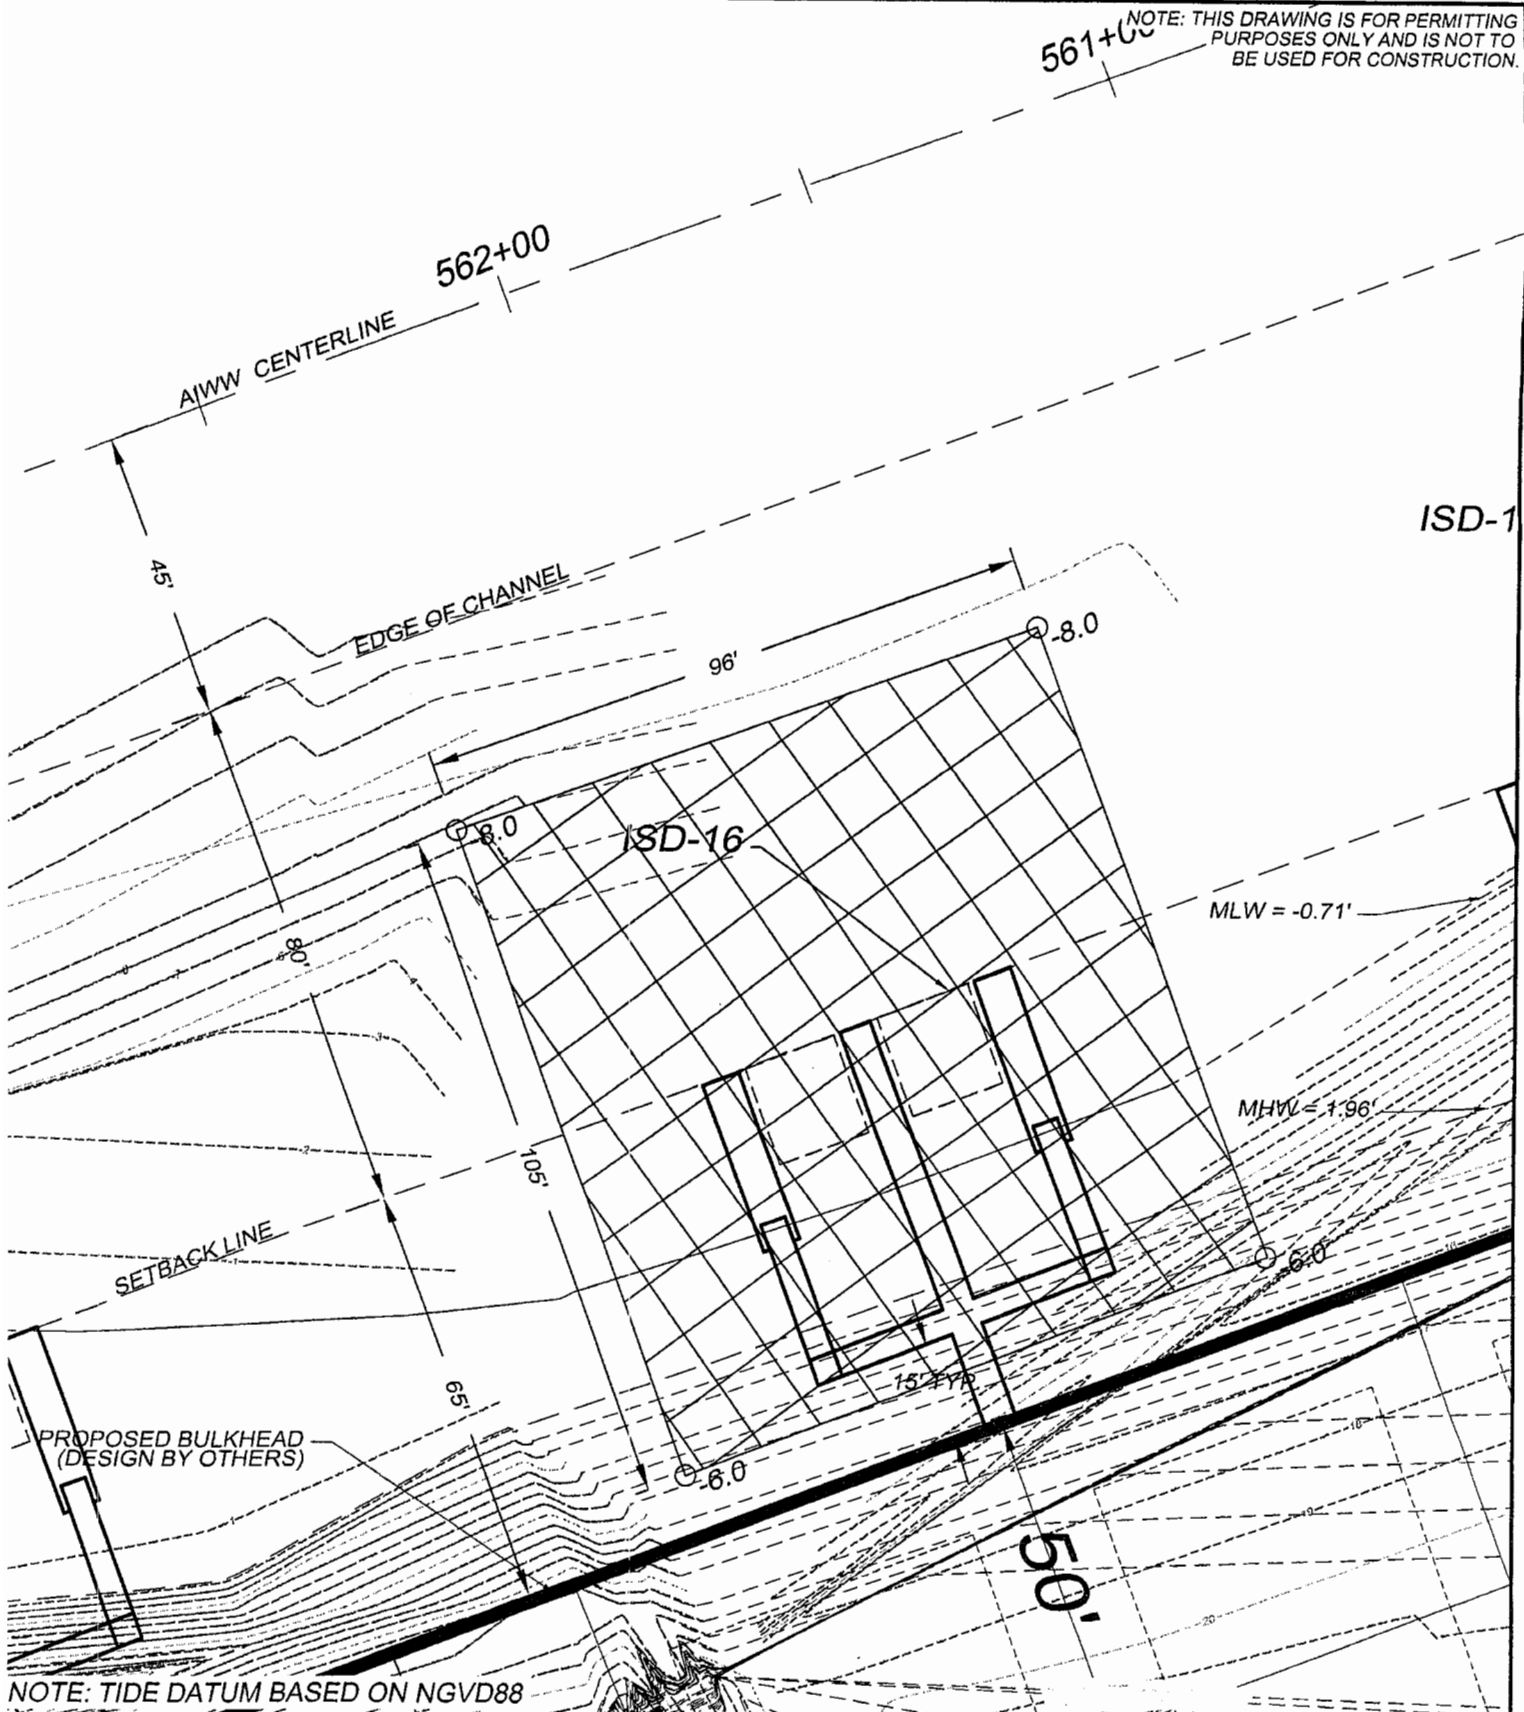 NOTE: THIS DRAWING IS FOR PERMITTING
PURPOSES ONLY AND IS NOT TO
BE USED FOR CONSTRUCTION.
561+00
562+00
AIWW CENTERLINE
45'
EDGE OF CHANNEL
ISD-1
96'
-8.0
-8.0
ISD-16
MLW = -0.71'
80'
MHW = 1.96'
105'
SETBACK LINE
-6.0
65'
15' TYP.
PROPOSED BULKHEAD
(DESIGN BY OTHERS)
-6.0
50'
NOTE: TIDE DATUM BASED ON NGVD88